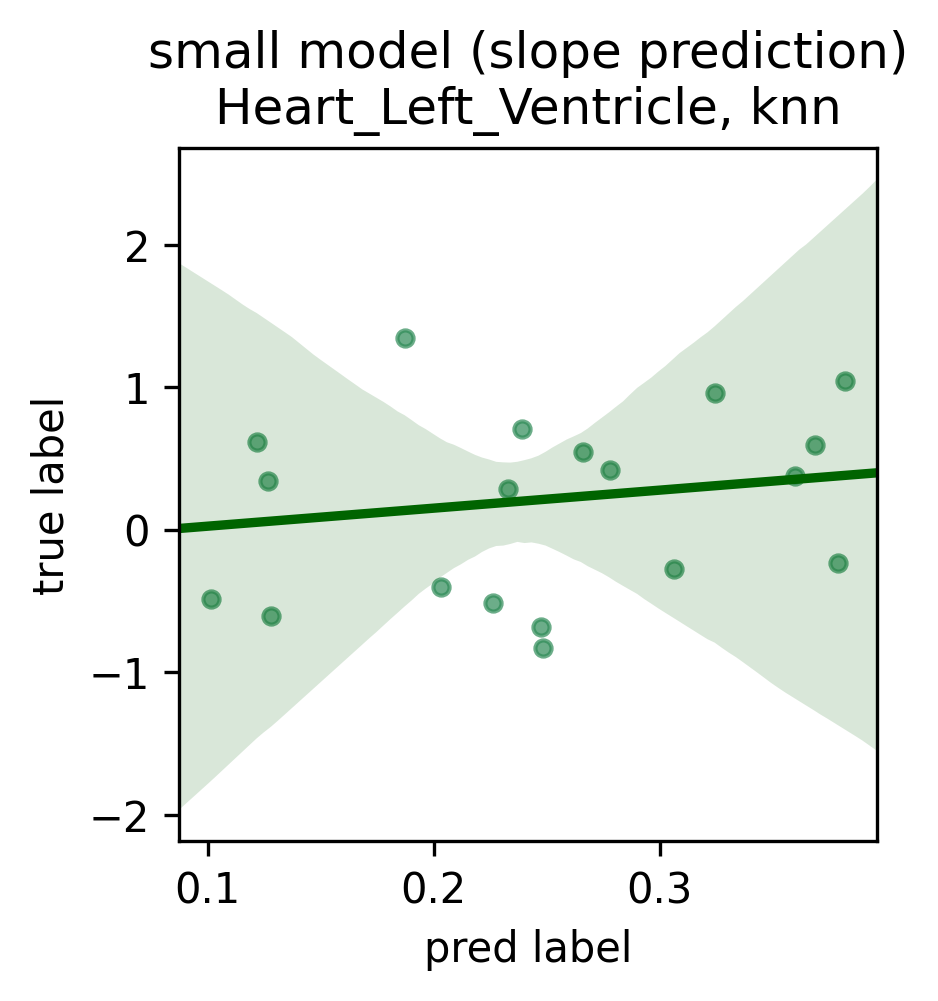 small model (slope prediction)
Heart_Left_Ventricle, knn
2
1
0
−1
−2
true label
0.1 0.2 0.3
pred label